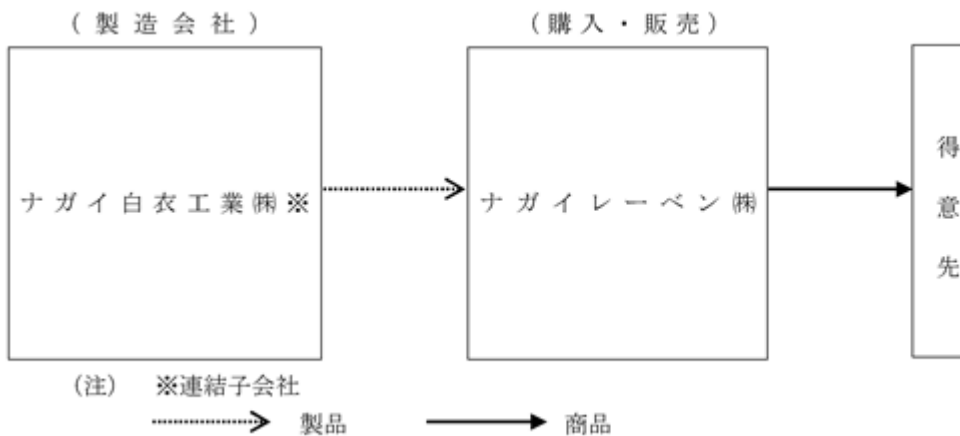 (製造会社)
(購入・販売)
ナガイ白衣工業㈱※
ナガイレーベン㈱
得意先
(注) ※連結子会社
製品
商品